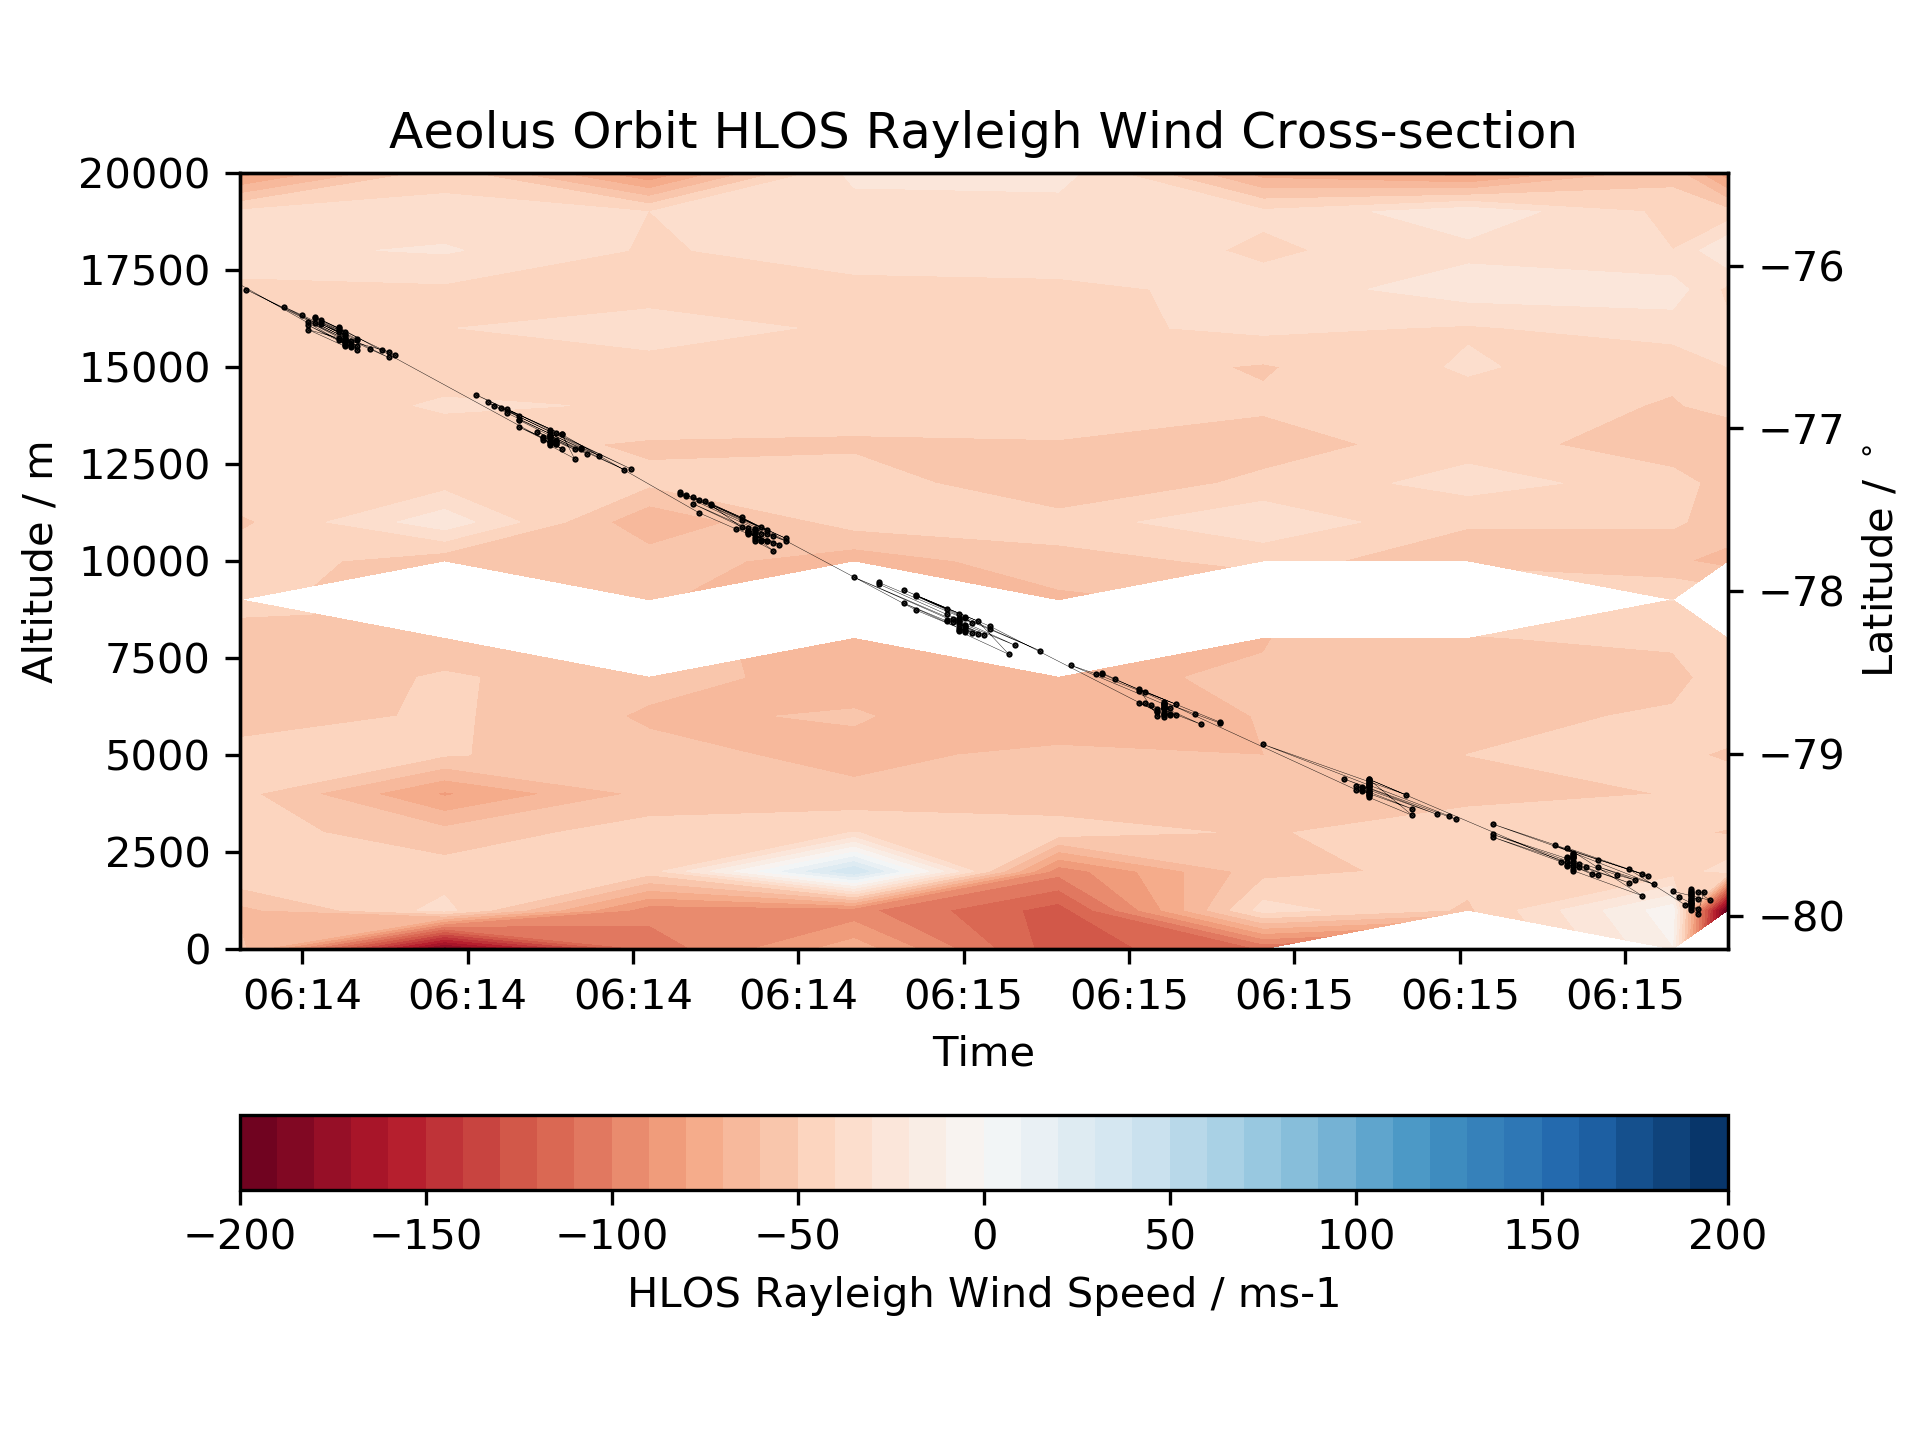 Aeolus Orbit HLOS Rayleigh Wind Cross-section
20000
17500
15000
12500
10000
7500
5000
2500
0
Altitude / m
−76
−77
−78
−79
−80
Latitude / °
06:14 06:14 06:14 06:14 06:15 06:15 06:15 06:15 06:15
Time
−200 −150 −100 −50 0 50 100 150 200
HLOS Rayleigh Wind Speed / ms-1